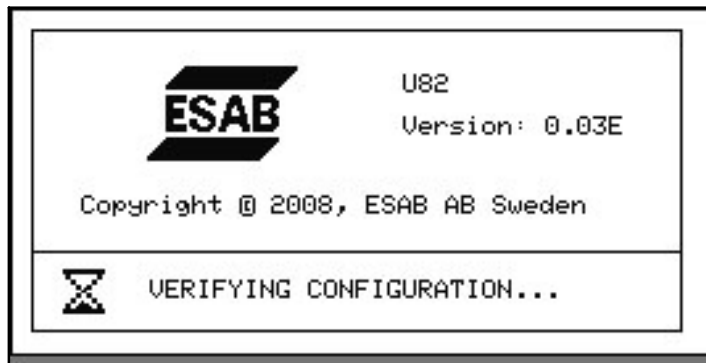 ESAB
U82
Version: 0.03E
Copyright © 2008, ESAB AB Sweden
VERIFYING CONFIGURATION...